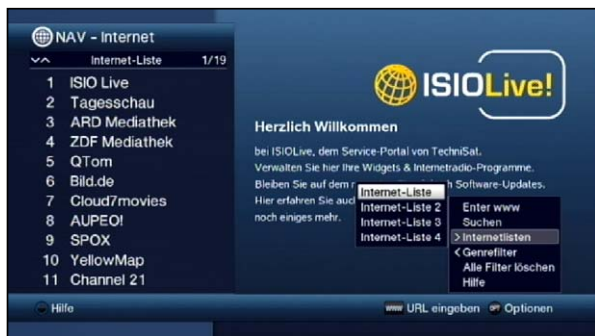 NAV - Internet
Internet-Liste 1/19
1 ISIO Live
2 Tagesschau
3 ARD Mediathek
4 ZDF Mediathek
5 QTom
6 Bild.de
7 Cloud7movies
8 AUPEO!
9 SPOX
10 YellowMap
11 Channel 21
ISIOLive!
Herzlich Willkommen
bei ISIOLive, dem Service-Portal von TechniSat.
Verwalten Sie hier Ihre Widgets & Internetradio-Programme.
Bleiben Sie auf dem h Software-Updates.
Hier erfahren Sie auch
noch einiges mehr.
Internet-Liste
Internet-Liste 2
Internet-Liste 3
Internet-Liste 4
Enter www
Suchen
> Internetlisten
< Genrefilter
Alle Filter löschen
Hilfe
Hilfe
www URL eingeben OPT Optionen